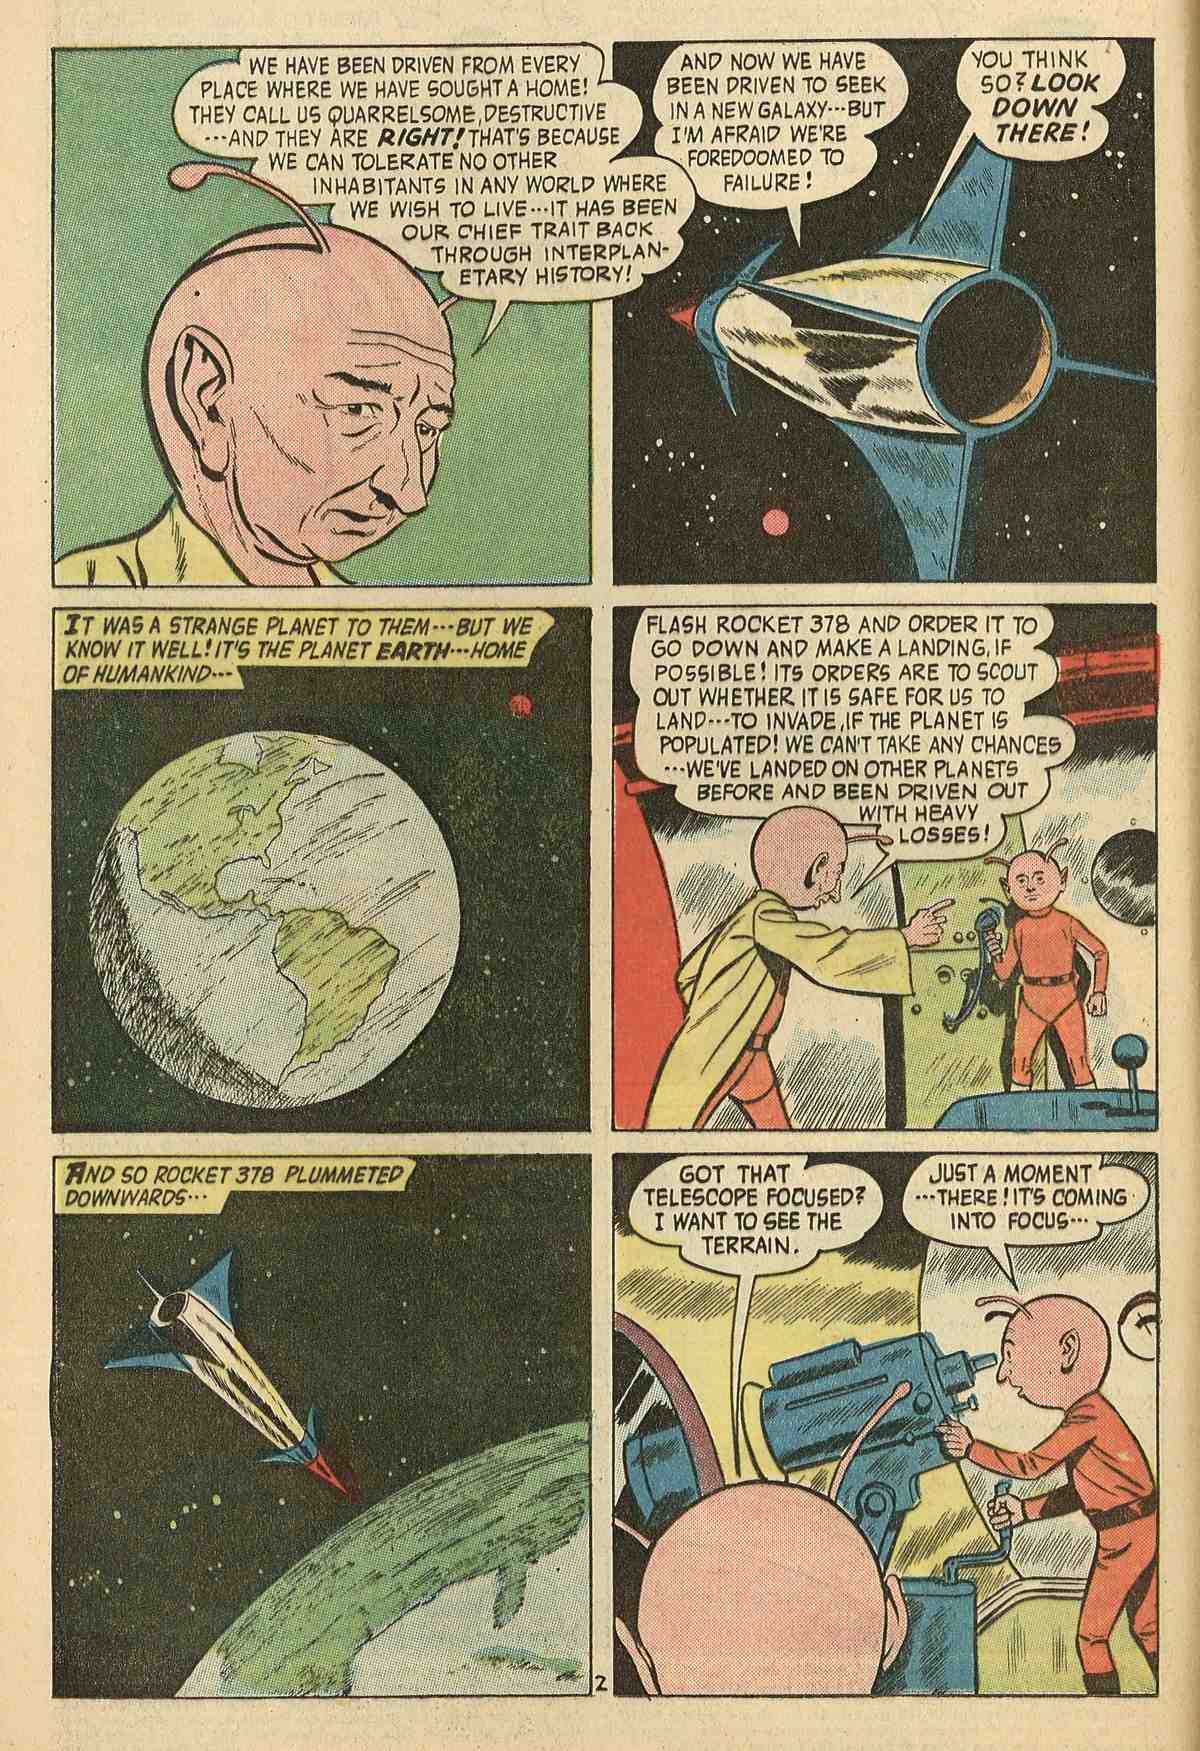 WE HAVE BEEN DRIVEN FROM EVERY
PLACE WHERE WE HAVE SOUGHT A HOME!
THEY CALL US QUARRELSOME, DESTRUCTIVE
---AND THEY ARE RIGHT! THAT'S BECAUSE
WE CAN TOLERATE NO OTHER
INHABITANTS IN ANY WORLD WHERE
WE WISH TO LIVE---IT HAS BEEN
OUR CHIEF TRAIT BACK
THROUGH INTERPLAN-
ETARY HISTORY!
AND NOW WE HAVE
BEEN DRIVEN TO SEEK
IN A NEW GALAXY---BUT
I'M AFRAID WE'RE
FOREDOOMED TO
FAILURE!
YOU THINK
SO? LOOK
DOWN
THERE!
IT WAS A STRANGE PLANET TO THEM---BUT WE
KNOW IT WELL! IT'S THE PLANET EARTH---HOME
OF HUMANKIND---
FLASH ROCKET 378 AND ORDER IT TO
GO DOWN AND MAKE A LANDING, IF
POSSIBLE! ITS ORDERS ARE TO SCOUT
OUT WHETHER IT IS SAFE FOR US TO
LAND---TO INVADE, IF THE PLANET IS
POPULATED! WE CAN'T TAKE ANY CHANCES
---WE'VE LANDED ON OTHER PLANETS
BEFORE AND BEEN DRIVEN OUT
WITH HEAVY
LOSSES!
AND SO ROCKET 378 PLUMMETED
DOWNWARDS---
GOT THAT
TELESCOPE FOCUSED?
I WANT TO SEE THE
TERRAIN.
JUST A MOMENT
---THERE! IT'S COMING
INTO FOCUS---
2